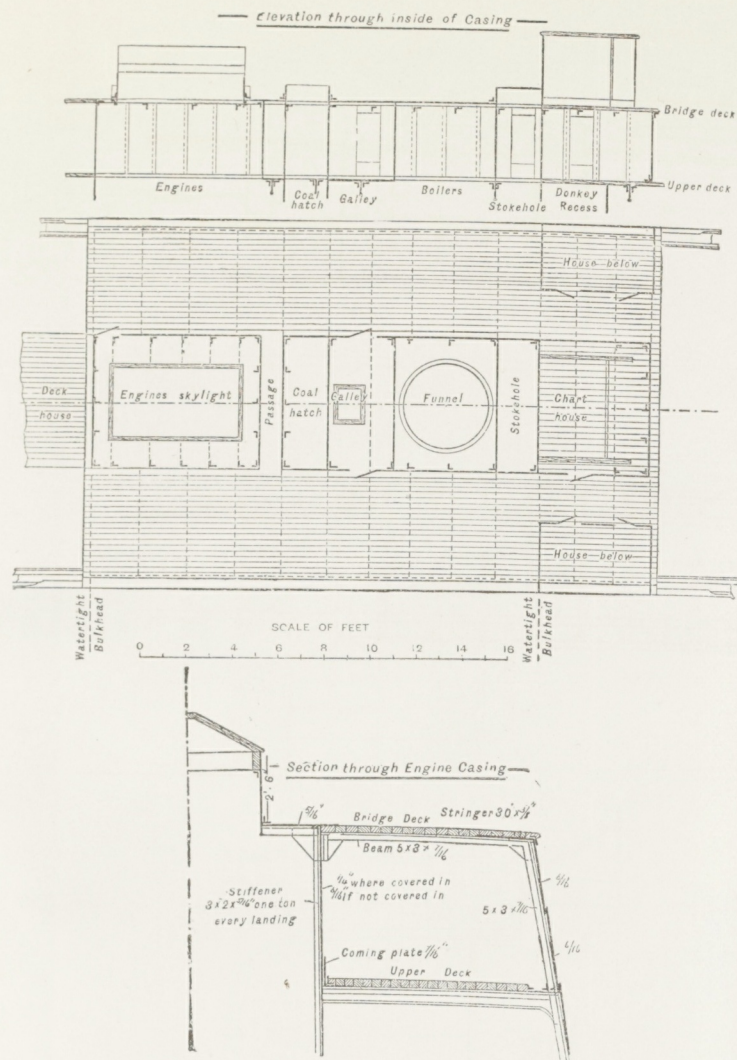 Elevation through inside of Casing
Bridge deck
Upper deck
Engines
Coal hatch
Galley
Boilers
Stokehole
Donkey Recess
House below
Deck house
Engines skylight
Passage
Coal hatch
Galley
Funnel
Stokehole
Chart house
House below
Watertight Bulkhead
Watertight Bulkhead
SCALE OF FEET
0 2 4 6 8 10 12 14 16
Section through Engine Casing
2'. 6"
5/16"
Bridge Deck
Stringer 30"x
Beam 5 x 3 x 7/16
where covered in
if not covered in
Stiffener
3 x 2 x
one to
every landing
5 x 3 x 7/16
6/16
6/16
Coming plate 7/16"
Upper Deck